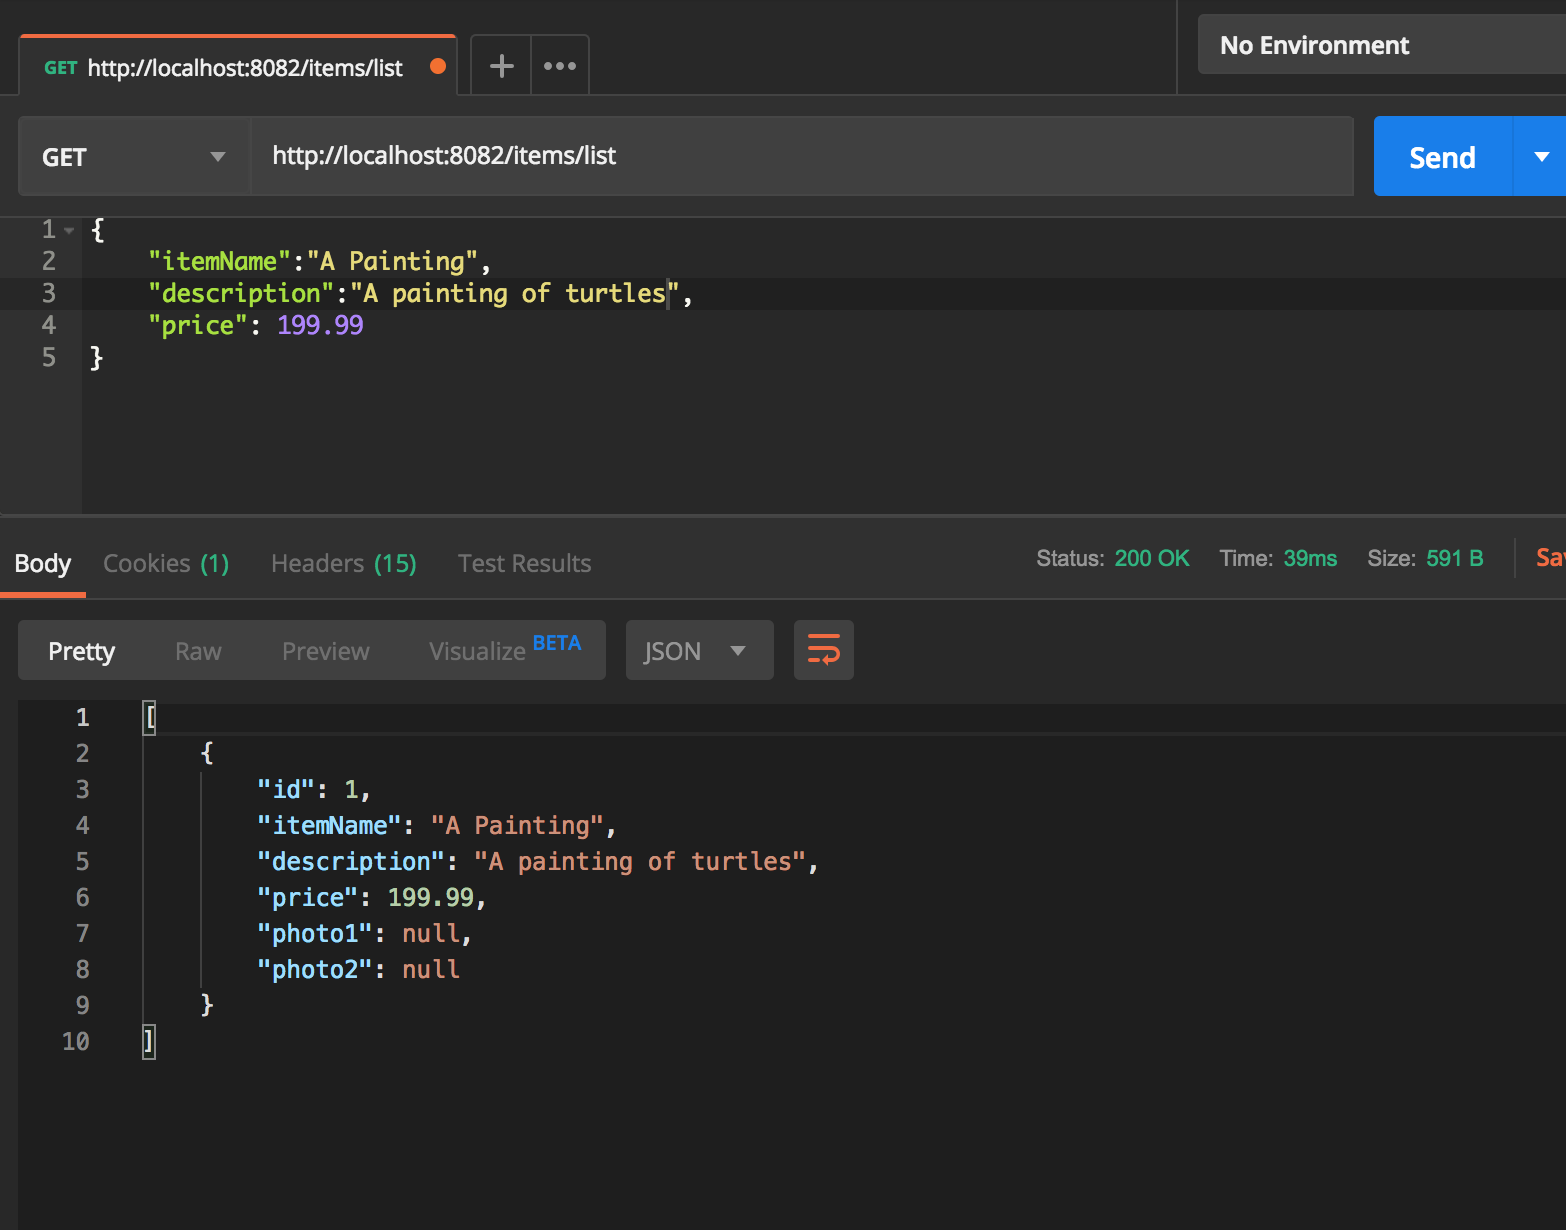 GET http://localhost:8082/items/list
No Environment
GET http://localhost:8082/items/list Send
1 {
2 "itemName":"A Painting",
3 "description":"A painting of turtles",
4 "price": 199.99
5 }
Body Cookies (1) Headers (15) Test Results Status: 200 OK Time: 39ms Size: 591 B Sa
Pretty Raw Preview Visualize BETA JSON
1 [
2 {
3 "id": 1,
4 "itemName": "A Painting",
5 "description": "A painting of turtles",
6 "price": 199.99,
7 "photo1": null,
8 "photo2": null
9 }
10 ]